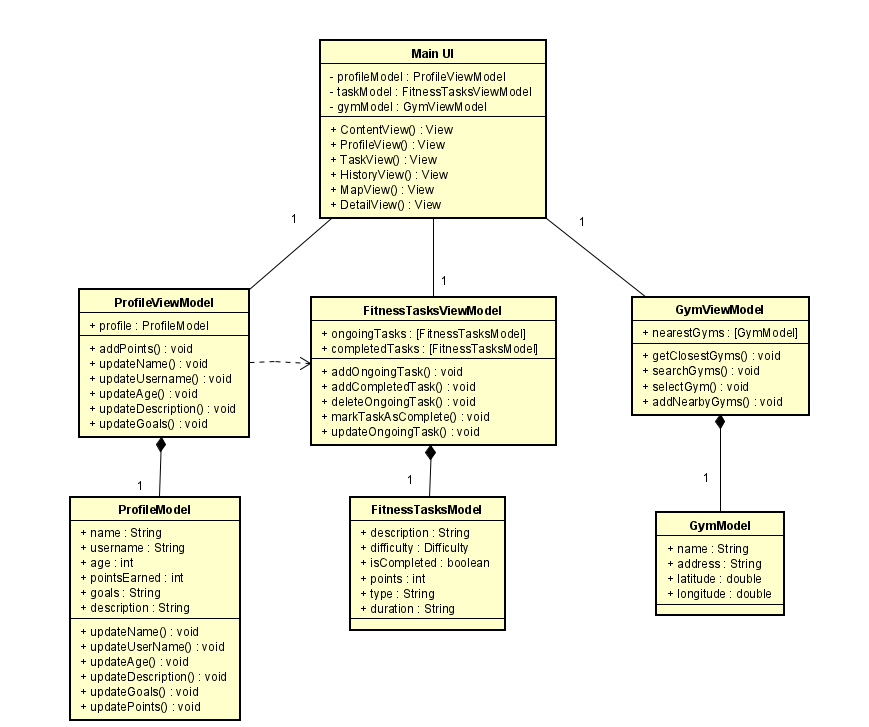 Main UI
- profileModel : ProfileViewModel
- taskModel : FitnessTasksViewModel
- gymModel : GymViewModel
+ ContentView() : View
+ ProfileView() : View
+ TaskView() : View
+ HistoryView() : View
+ MapView() : View
+ DetailView() : View
1
1
1
ProfileViewModel
+ profile : ProfileModel
+ addPoints() : void
+ updateName() : void
+ updateUsername() : void
+ updateAge() : void
+ updateDescription() : void
+ updateGoals() : void
FitnessTasksViewModel
+ ongoingTasks : [FitnessTasksModel]
+ completedTasks : [FitnessTasksModel]
+ addOngoingTask() : void
+ addCompletedTask() : void
+ deleteOngoingTask() : void
+ markTaskAsComplete() : void
+ updateOngoingTask() : void
GymViewModel
+ nearestGyms : [GymModel]
+ getClosestGyms() : void
+ searchGyms() : void
+ selectGym() : void
+ addNearbyGyms() : void
1
1
1
ProfileModel
+ name : String
+ username : String
+ age : int
+ pointsEarned : int
+ goals : String
+ description : String
+ updateName() : void
+ updateUserName() : void
+ updateAge() : void
+ updateDescription() : void
+ updateGoals() : void
+ updatePoints() : void
FitnessTasksModel
+ description : String
+ difficulty : Difficulty
+ isCompleted : boolean
+ points : int
+ type : String
+ duration : String
GymModel
+ name : String
+ address : String
+ latitude : double
+ longitude : double